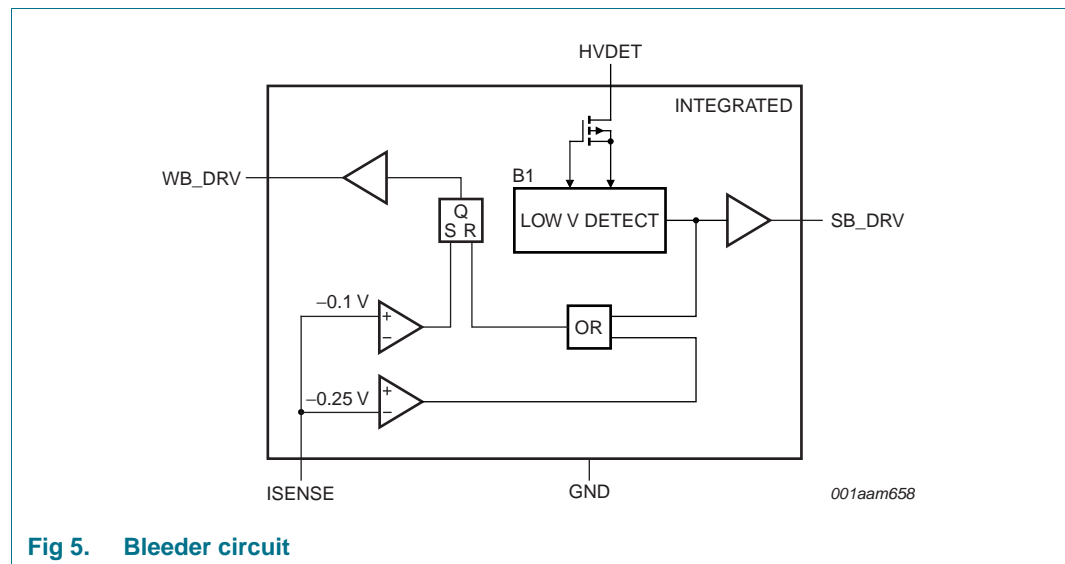 HVDET
INTEGRATED
WB_DRV
B1
LOW V DETECT
SB_DRV
Q
S R
−0.1 V
+
−
OR
−0.25 V
+
−
ISENSE
GND
001aam658
Fig 5. Bleeder circuit